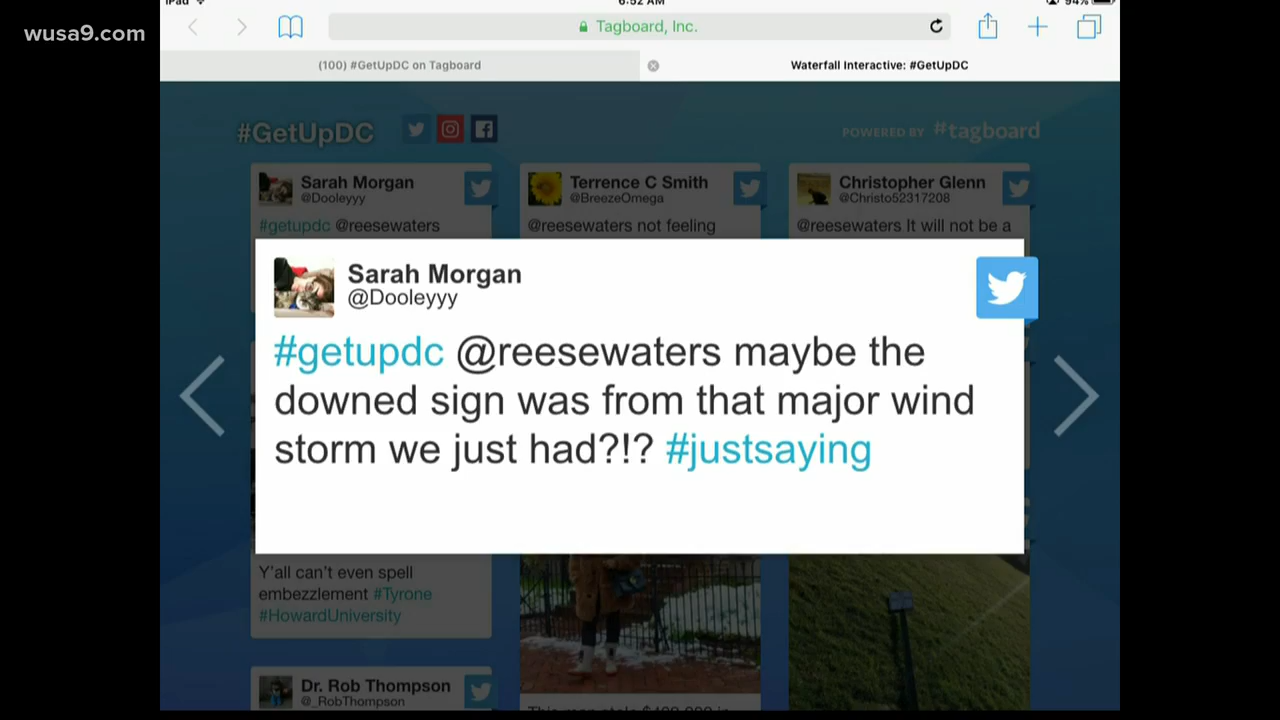 iPad
6:52 AM
94%
wusa9.com
Tagboard, Inc.
(100) #GetUpDC on Tagboard
Waterfall Interactive: #GetUpDC
#GetUpDC
POWERED BY #tagboard
Sarah Morgan
@Dooleyyy
#getupdc @reesewaters
Terrence C Smith
@BreezeOmega
@reesewaters not feeling
Christopher Glenn
@Christo52317208
@reesewaters It will not be a
Sarah Morgan
@Dooleyyy
#getupdc @reesewaters maybe the
downed sign was from that major wind
storm we just had?!? #justsaying
Y'all can't even spell
embezzlement #Tyrone
#HowardUniversity
Dr. Rob Thompson
@_RobThompson